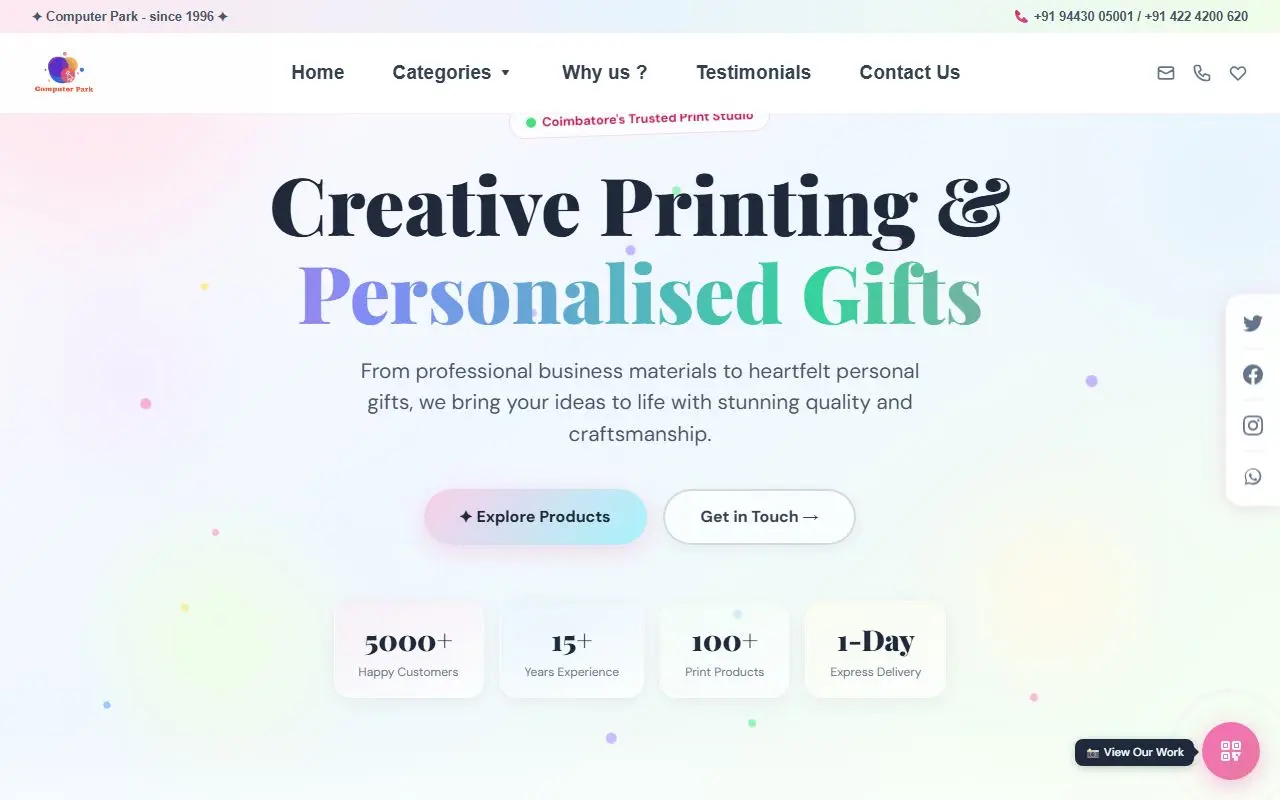 ✦ Computer Park - since 1996 ✦
+91 94430 05001 / +91 422 4200 620
Computer Park
Home
Categories
Why us ?
Testimonials
Contact Us
Coimbatore's Trusted Print Studio
Creative Printing &
Personalised Gifts
From professional business materials to heartfelt personal
gifts, we bring your ideas to life with stunning quality and
craftsmanship.
✦ Explore Products
Get in Touch →
5000+
Happy Customers
15+
Years Experience
100+
Print Products
1-Day
Express Delivery
View Our Work